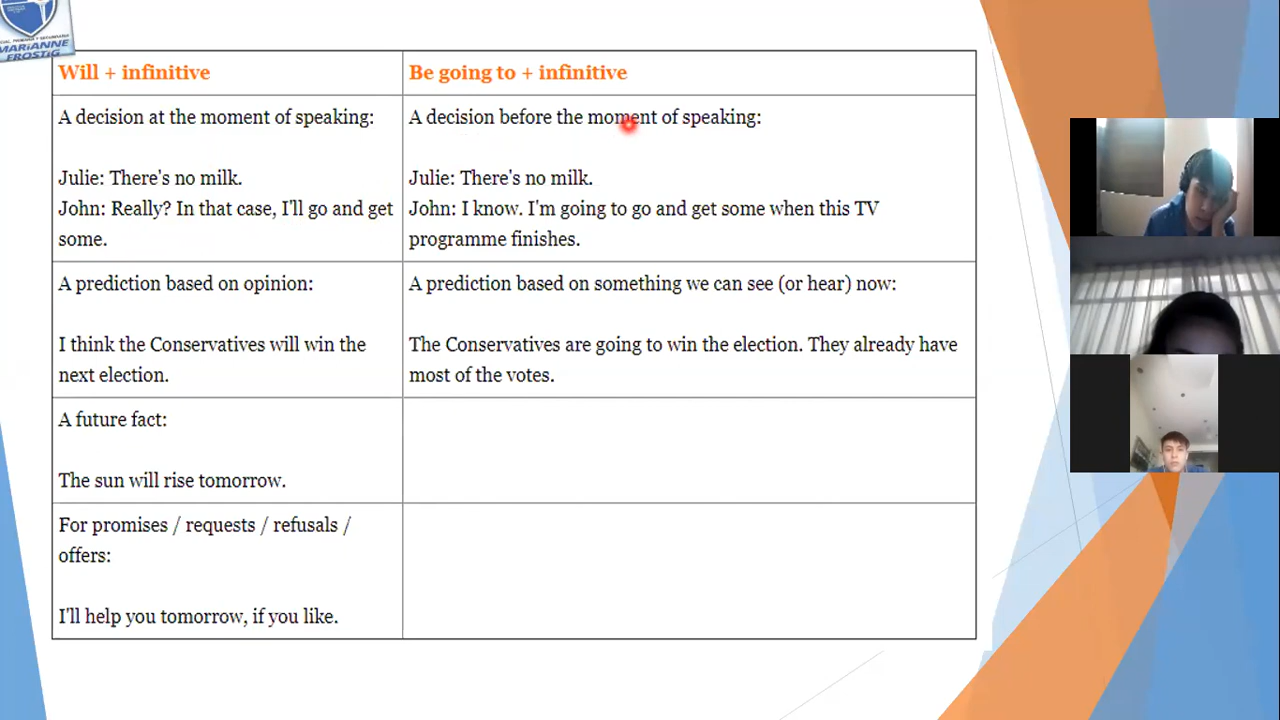 MARIANNE
FROSTIG
Will + infinitive
Be going to + infinitive
A decision at the moment of speaking:
Julie: There's no milk.
John: Really? In that case, I'll go and get
some.
A decision before the moment of speaking:
Julie: There's no milk.
John: I know. I'm going to go and get some when this TV
programme finishes.
A prediction based on opinion:
I think the Conservatives will win the
next election.
A prediction based on something we can see (or hear) now:
The Conservatives are going to win the election. They already have
most of the votes.
A future fact:
The sun will rise tomorrow.
For promises / requests / refusals /
offers:
I'll help you tomorrow, if you like.